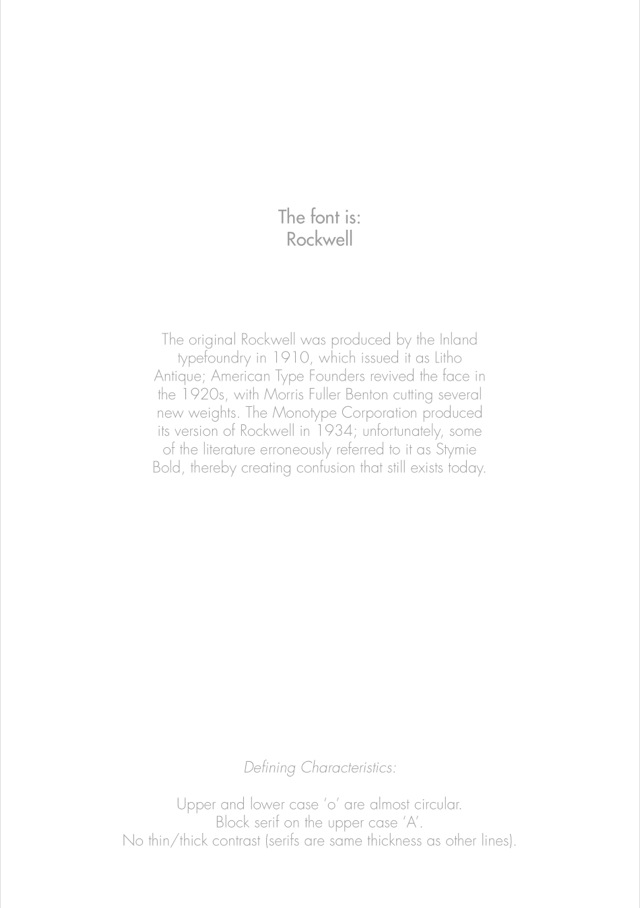 The font is:
Rockwell
The original Rockwell was produced by the Inland
typefoundry in 1910, which issued it as Litho
Antique; American Type Founders revived the face in
the 1920s, with Morris Fuller Benton cutting several
new weights. The Monotype Corporation produced
its version of Rockwell in 1934; unfortunately, some
of the literature erroneously referred to it as Stymie
Bold, thereby creating confusion that still exists today.
Defining Characteristics:
Upper and lower case ‘o’ are almost circular.
Block serif on the upper case ‘A’.
No thin/thick contrast (serifs are same thickness as other lines).